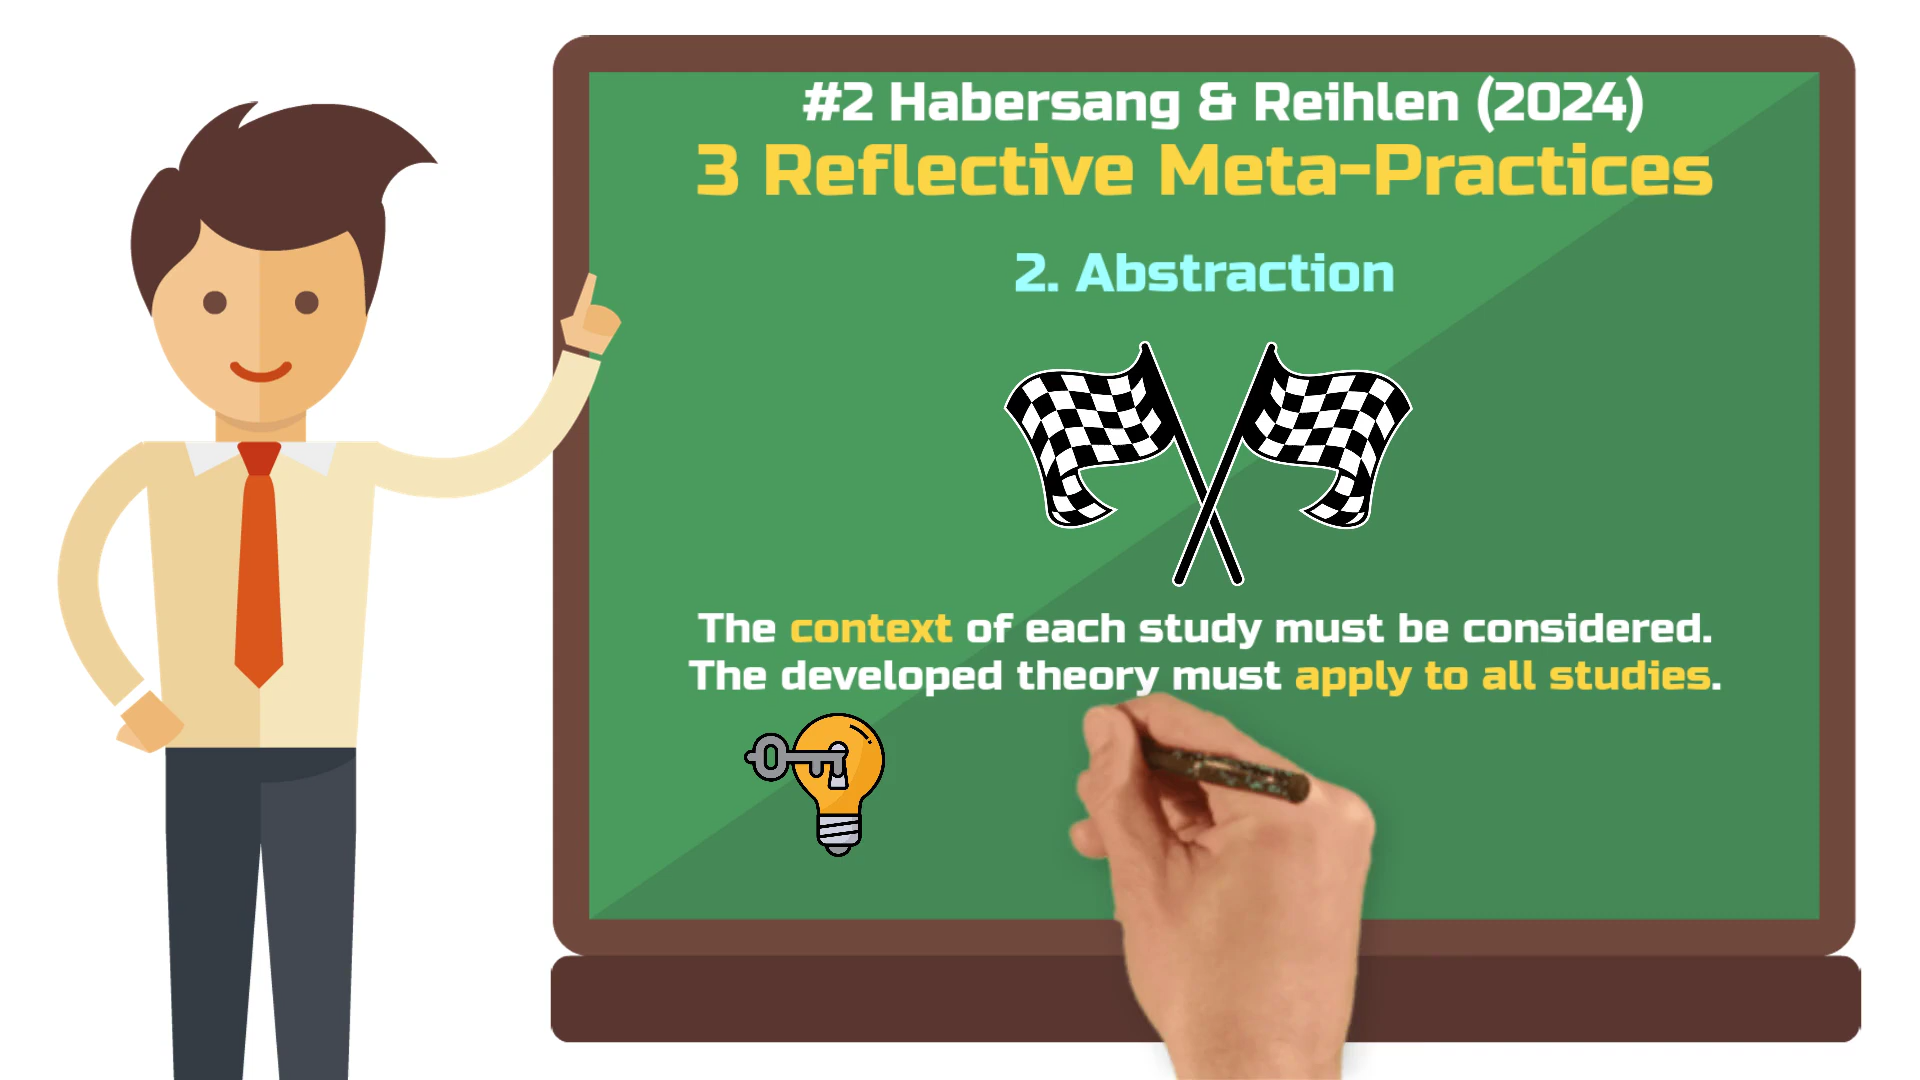 #2 Habersang & Reihlen (2024)
3 Reflective Meta-Practices
2. Abstraction
The context of each study must be considered.
The developed theory must apply to all studies.